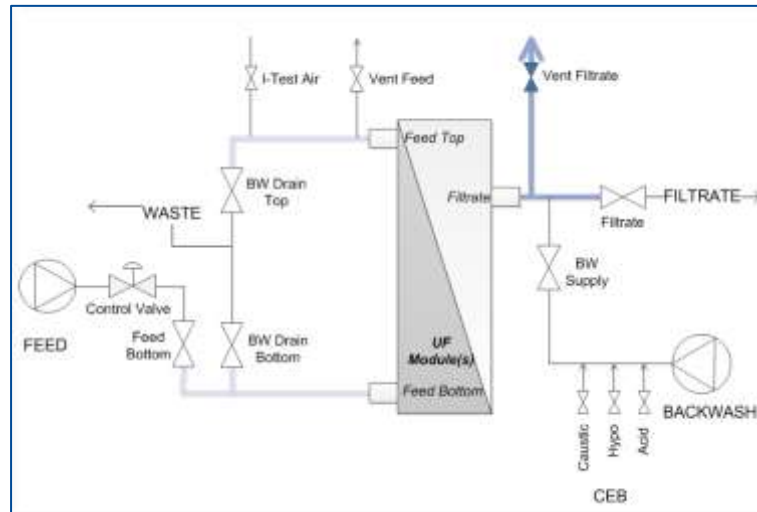 I-Test Air
Vent Feed
Vent Filtrate
Feed Top
BW Drain
Top
Filtrate
WASTE
FILTRATE
Filtrate
BW
Supply
Control Valve
FEED
Feed
Bottom
BW Drain
Bottom
UF
Module(s)
Feed Bottom
BACKWASH
Caustic
Hypo
Acid
CEB